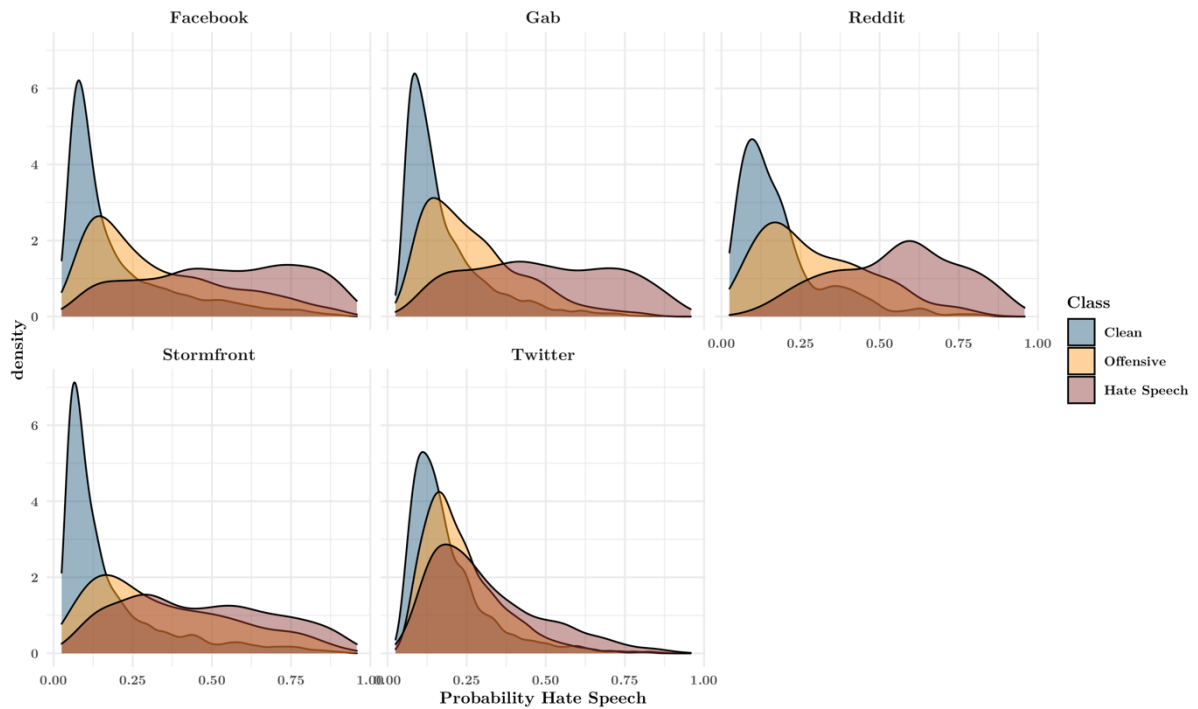 Facebook Gab Reddit
6
4
2
0
0.00 0.25 0.50 0.75 1.00
density
Class
Clean
Offensive
Hate Speech
Stormfront Twitter
6
4
2
0
0.00 0.25 0.50 0.75 1.00 0.00 0.25 0.50 0.75 1.00
Probability Hate Speech